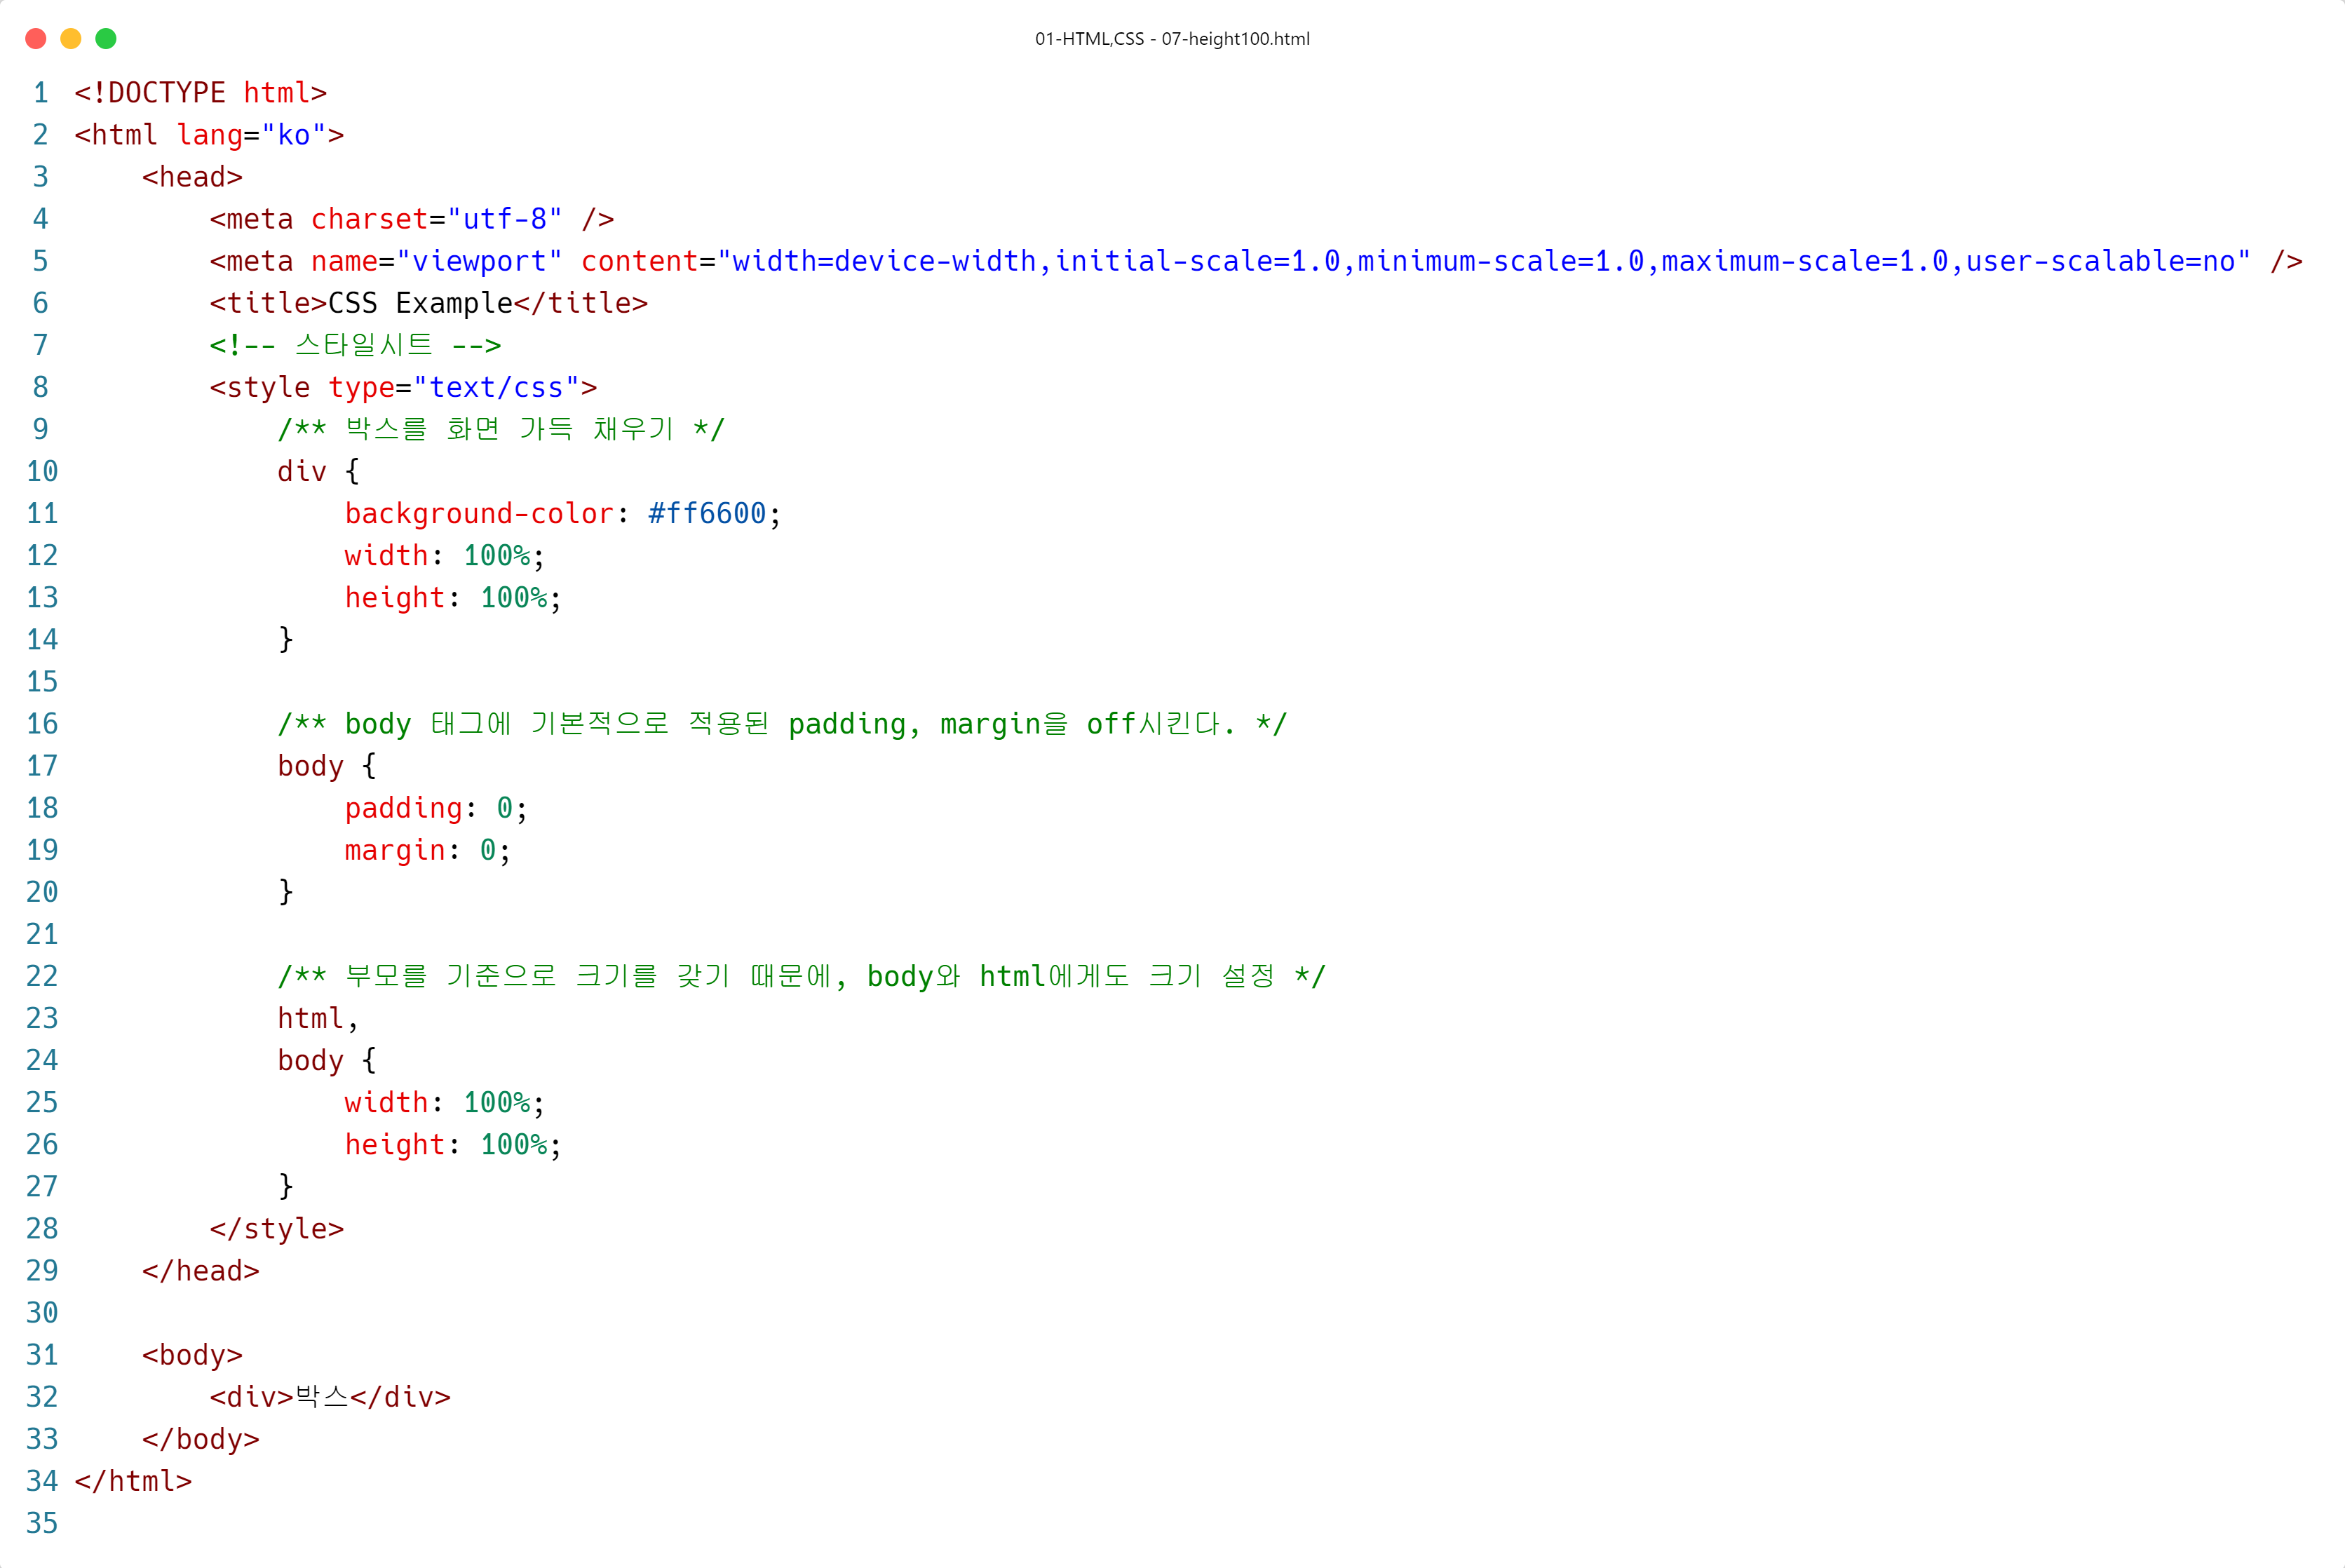 01-HTML,CSS - 07-height100.html
1 <!DOCTYPE html>
2 <html lang="ko">
3     <head>
4         <meta charset="utf-8" />
5         <meta name="viewport" content="width=device-width,initial-scale=1.0,minimum-scale=1.0,maximum-scale=1.0,user-scalable=no" />
6         <title>CSS Example</title>
7         <!-- 스타일시트 -->
8         <style type="text/css">
9             /** 박스를 화면 가득 채우기 */
10             div {
11                 background-color: #ff6600;
12                 width: 100%;
13                 height: 100%;
14             }
15
16             /** body 태그에 기본적으로 적용된 padding, margin을 off시킨다. */
17             body {
18                 padding: 0;
19                 margin: 0;
20             }
21
22             /** 부모를 기준으로 크기를 갖기 때문에, body와 html에게도 크기 설정 */
23             html,
24             body {
25                 width: 100%;
26                 height: 100%;
27             }
28         </style>
29     </head>
30
31     <body>
32         <div>박스</div>
33     </body>
34 </html>
35